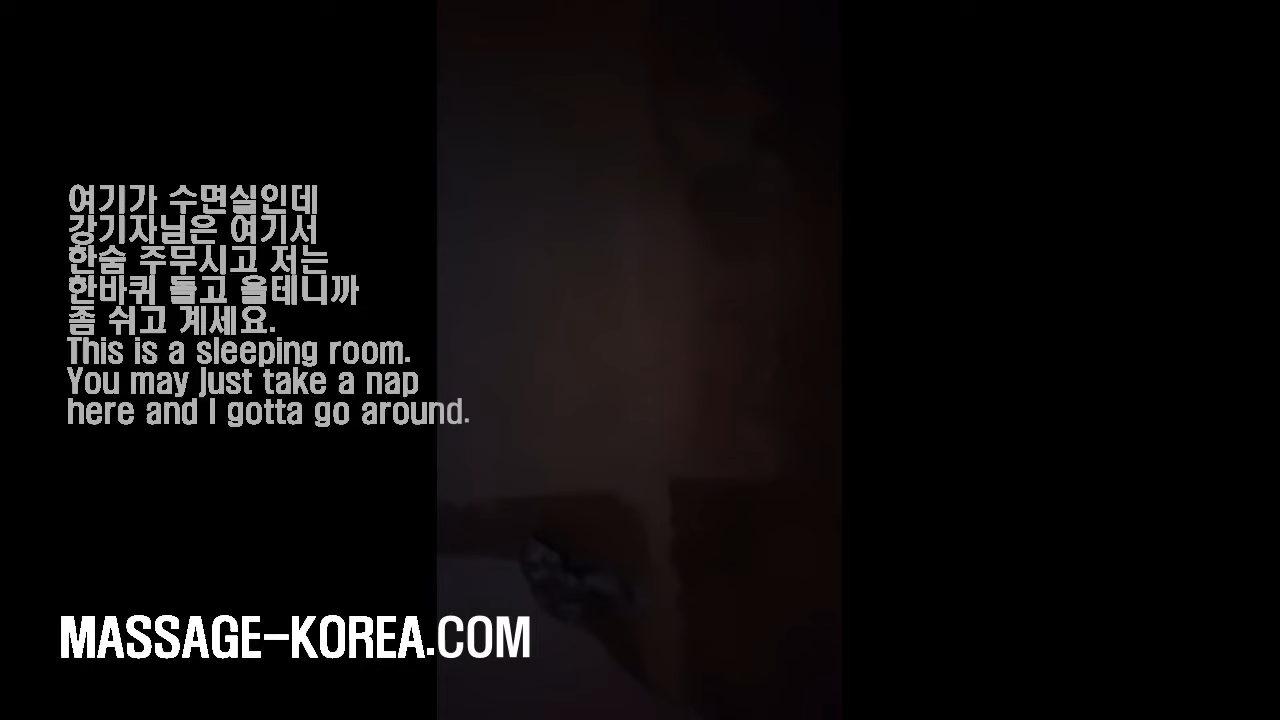 여기가 수면실인데
강기자님은 여기서
한숨 주무시고 저는
한바퀴 돌고 올테니까
좀 쉬고 계세요.
This is a sleeping room.
You may just take a nap
here and I gotta go around.
MASSAGE-KOREA.COM